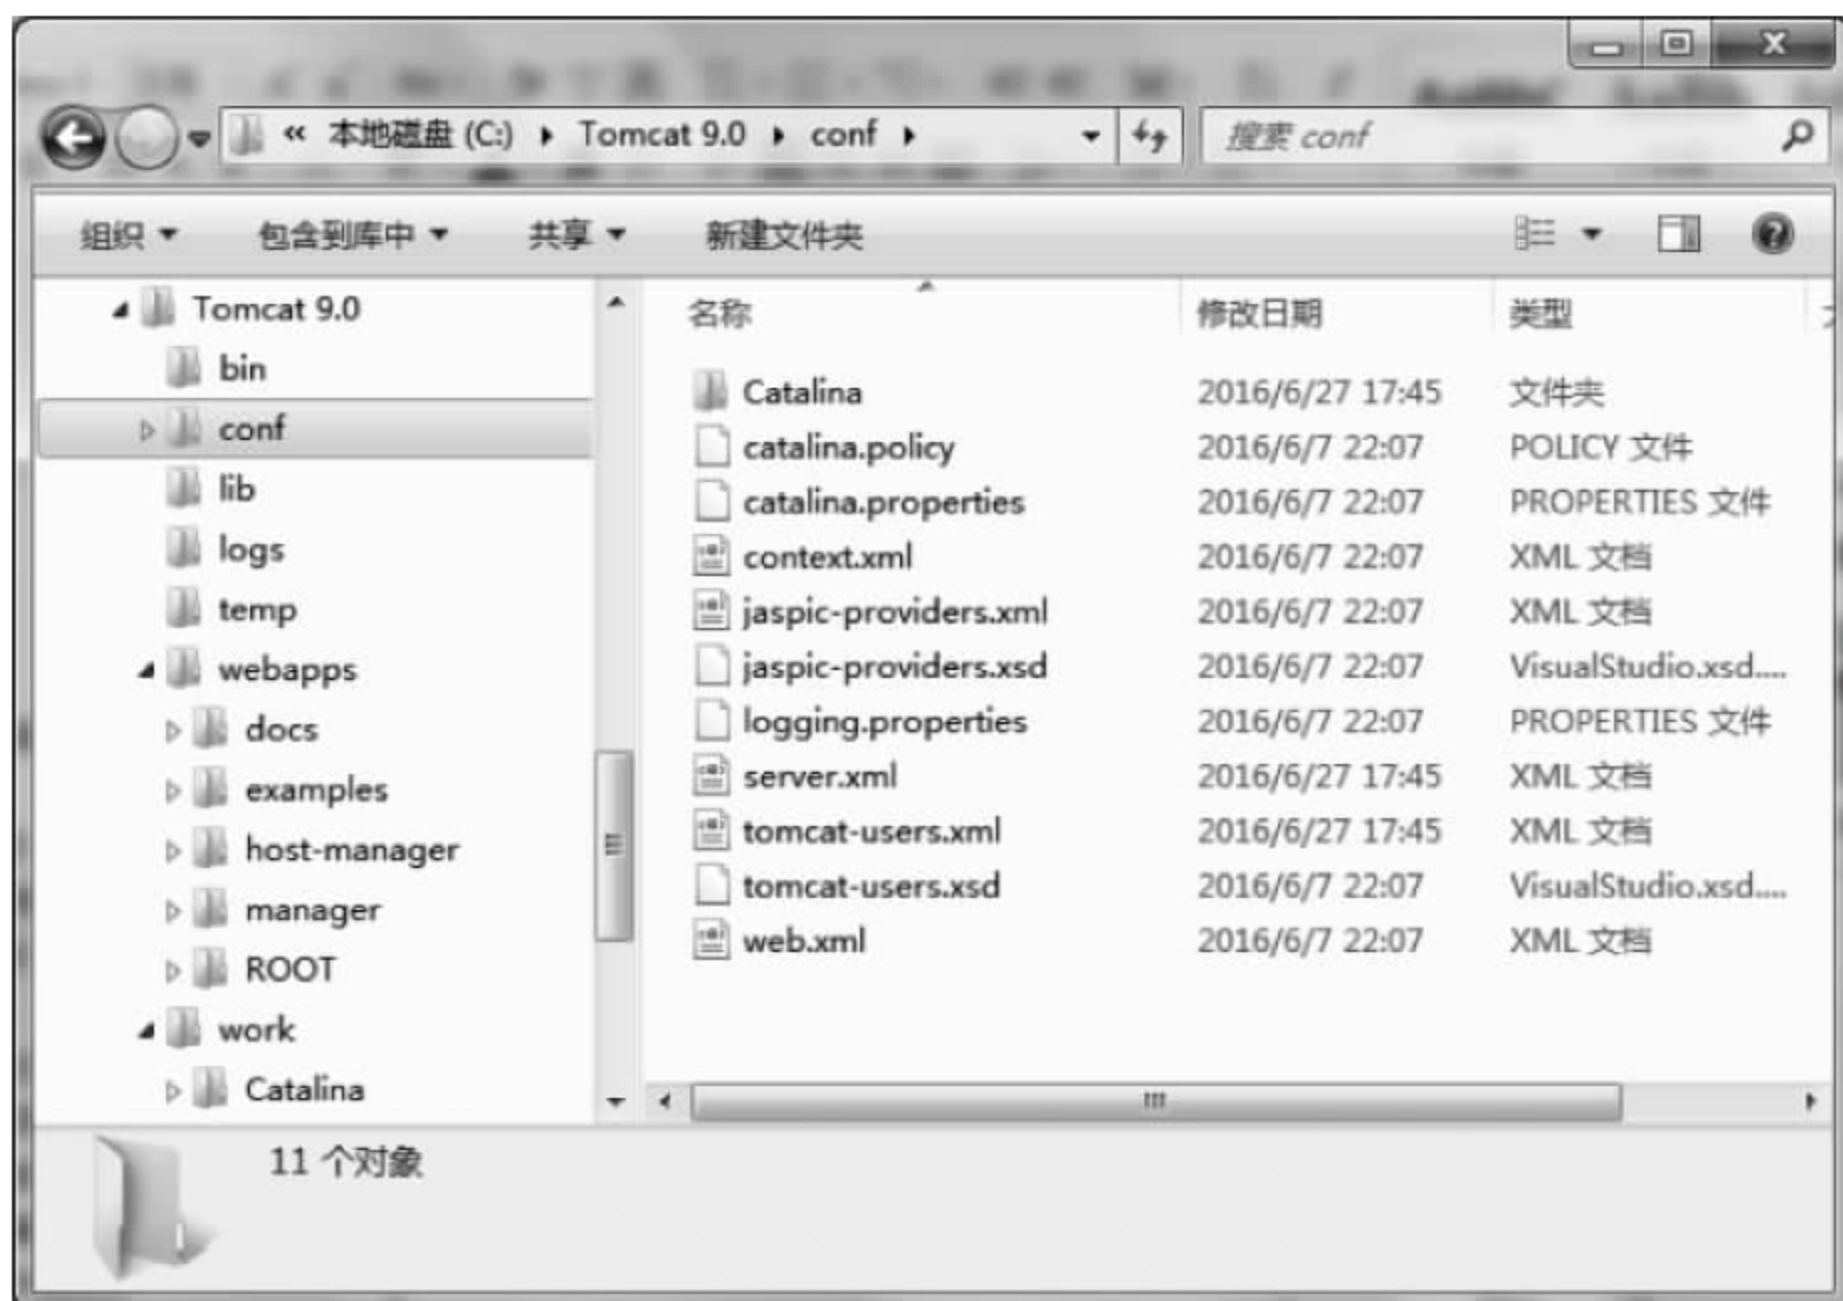 « 本地磁盘 (C:) Tomcat 9.0 conf
搜索 conf
组织 包含到库中 共享 新建文件夹
Tomcat 9.0
bin
conf
lib
logs
temp
webapps
docs
examples
host-manager
manager
ROOT
work
Catalina
名称 修改日期 类型
Catalina 2016/6/27 17:45 文件夹
catalina.policy 2016/6/7 22:07 POLICY 文件
catalina.properties 2016/6/7 22:07 PROPERTIES 文件
context.xml 2016/6/7 22:07 XML 文档
jaspic-providers.xml 2016/6/7 22:07 XML 文档
jaspic-providers.xsd 2016/6/7 22:07 VisualStudio.xsd....
logging.properties 2016/6/7 22:07 PROPERTIES 文件
server.xml 2016/6/27 17:45 XML 文档
tomcat-users.xml 2016/6/27 17:45 XML 文档
tomcat-users.xsd 2016/6/7 22:07 VisualStudio.xsd....
web.xml 2016/6/7 22:07 XML 文档
11 个对象